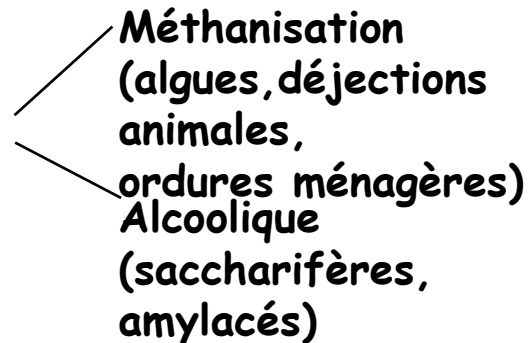 Méthanisation
(algues,déjections
animales,
ordures ménagères)
Alcoolique
(saccharifères,
amylacés)